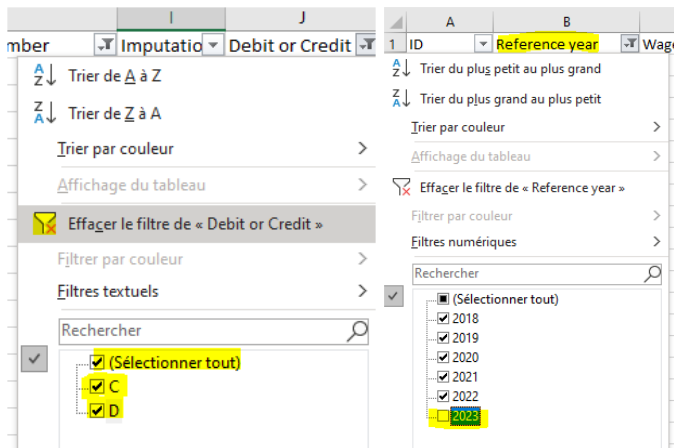 I
J
mber
Imputatio
Debit or Credit
Trier de A à Z
Trier de Z à A
Trier par couleur
Affichage du tableau
Effacer le filtre de « Debit or Credit »
Filtrer par couleur
Filtres textuels
Rechercher
(Sélectionner tout)
C
D
A
B
1
ID
Reference year
Wag
Trier du plus petit au plus grand
Trier du plus grand au plus petit
Trier par couleur
Affichage du tableau
Effacer le filtre de « Reference year »
Filtrer par couleur
Filtres numériques
Rechercher
(Sélectionner tout)
2018
2019
2020
2021
2022
2023